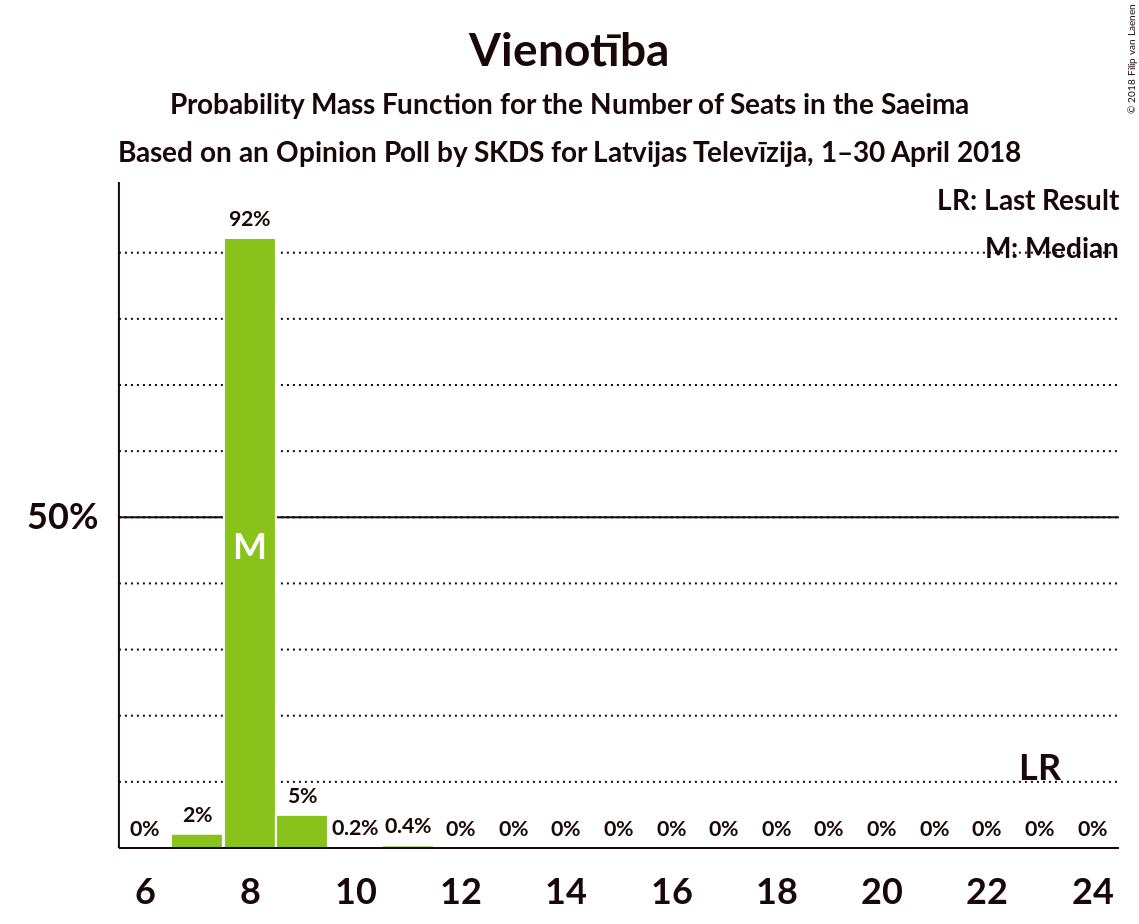 Vienotība
Probability Mass Function for the Number of Seats in the Saeima
Based on an Opinion Poll by SKDS for Latvijas Televīzija, 1–30 April 2018
© 2018 Filip van Laenen
LR: Last Result
M: Median
92%
50%
M
LR
0% 2% 5% 0.2% 0.4% 0% 0% 0% 0% 0% 0% 0% 0% 0% 0% 0% 0% 0%
6 8 10 12 14 16 18 20 22 24